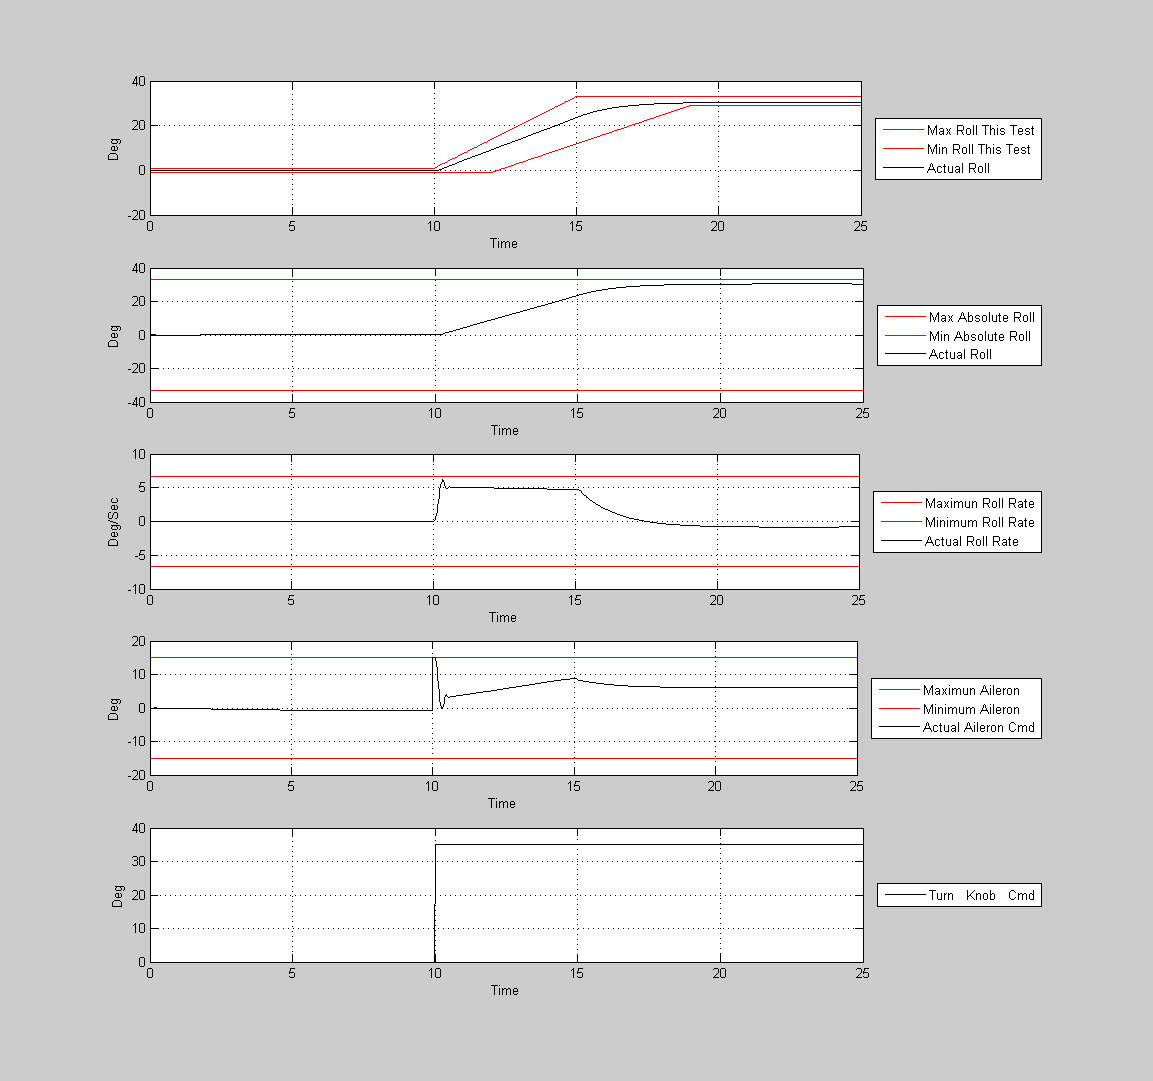 40
20
0
-20
Deg
0 5 10 15 20 25
Time
Max Roll This Test
Min Roll This Test
Actual Roll
40
20
0
-20
-40
Deg
0 5 10 15 20 25
Time
Max Absolute Roll
Min Absolute Roll
Actual Roll
10
5
0
-5
-10
Deg/Sec
0 5 10 15 20 25
Time
Maximun Roll Rate
Minimum Roll Rate
Actual Roll Rate
20
10
0
-10
-20
Deg
0 5 10 15 20 25
Time
Maximun Aileron
Minimum Aileron
Actual Aileron Cmd
40
30
20
10
0
Deg
0 5 10 15 20 25
Time
Turn Knob Cmd